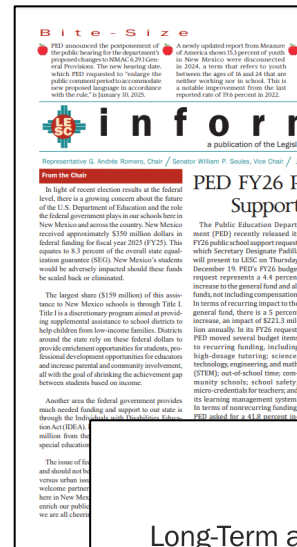 Bite-Size
PED announced the postponement of
the public hearing for the department's
proposed changes to NMAC 6.29.1 Gen-
eral Provisions. The new hearing date,
which PED requested to "enlarge the
public comment period to accommodate
new proposed language in accordance
with the rule," is January 10, 2025.
A newly updated report from Measure
of America shows 15.3 percent of youth
in New Mexico were disconnected
in 2024, a term that refers to youth
between the ages of 16 and 24 that are
neither working nor in school. This is
a notable improvement from the last
reported rate of 19.6 percent in 2022.
LE
SC
infor
a publication of the Legis
Representative G. Andrés Romero, Chair / Senator William P. Soules, Vice Chair /
From the Chair
In light of recent election results at the federal
level, there is a growing concern about the future
of the U.S. Department of Education and the role
the federal government plays in our schools here in
New Mexico and across the country. New Mexico
received approximately $350 million dollars in
federal funding for fiscal year 2025 (FY25). This
equates to 8.3 percent of the overall state equal-
ization guarantee (SEG). New Mexico's students
would be adversely impacted should these funds
be scaled back or eliminated.
The largest share ($159 million) of this assis-
tance to New Mexico schools is through Title I.
Title I is a discretionary program aimed at provid-
ing supplemental assistance to school districts to
help children from low-income families. Districts
around the state rely on these federal dollars to
provide enrichment opportunities for students, pro-
fessional development opportunities for educators
and increase parental and community involvement,
all with the goal of shrinking the achievement gap
between students based on income.
Another area the federal government provides
much needed funding and support to our state is
through the Individuals with Disabilities Educa-
tion Act (IDEA).
million from the
special education
The issue of fed
and should not b
versus urban issu
welcome partner
here in New Mex
enrich our public
we are all cheerin
PED FY26 P
Support
The Public Education Depart
ment (PED) recently released it
FY26 public school support request
which Secretary Designate Padill
will present to LESC on Thursday
December 19. PED's FY26 budge
request represents a 4.4 percen
increase to the general fund and al
funds, not including compensation
In terms of recurring impact to the
general fund, there is a 5 percen
increase, an impact of $221.3 mil
lion annually. In its FY26 request
PED moved several budget items
to recurring funding, including
high-dosage tutoring; science
technology, engineering, and math
(STEM); out-of-school time; com
munity schools; school safety
micro-credentials for teachers; and
its learning management system
In terms of nonrecurring funding
PED asked for a 41.8 percent in-
Long-Term a